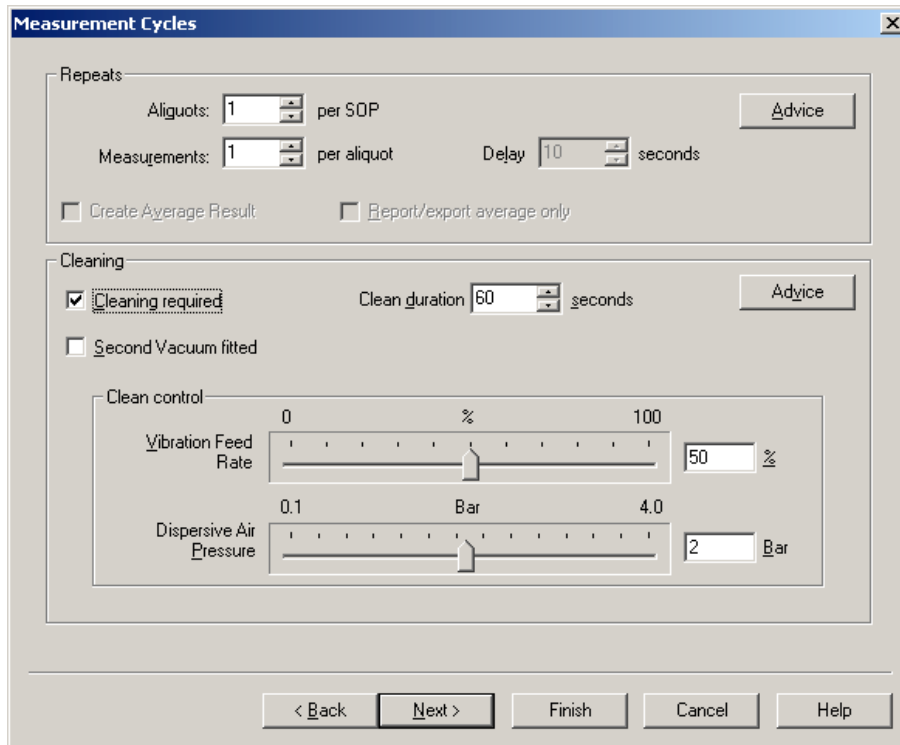 Measurement Cycles
Repeats
Aliquots: 1 per SOP
Advice
Measurements: 1 per aliquot Delay 10 seconds
Create Average Result Report/export average only
Cleaning
Cleaning required Clean duration 60 seconds
Advice
Second Vacuum fitted
Clean control
0 % 100
Vibration Feed
Rate
50 %
0.1 Bar 4.0
Dispersive Air
Pressure
2 Bar
< Back Next > Finish Cancel Help